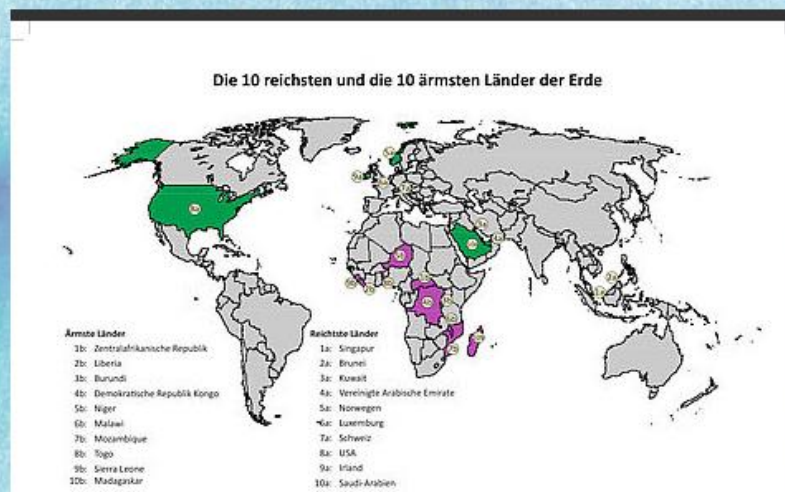 Die 10 reichsten und die 10 ärmsten Länder der Erde
Ärmste Länder
1b: Zentralafrikanische Republik
2b: Liberia
3b: Burundi
4b: Demokratische Republik Kongo
5b: Niger
6b: Malawi
7b: Mozambique
8b: Togo
9b: Sierra Leone
10b: Madagaskar
Reichtste Länder
1a: Singapur
2a: Brunei
3a: Kuwait
4a: Vereinigte Arabische Emirate
5a: Norwegen
6a: Luxemburg
7a: Schweiz
8a: USA
9a: Irland
10a: Saudi-Arabien